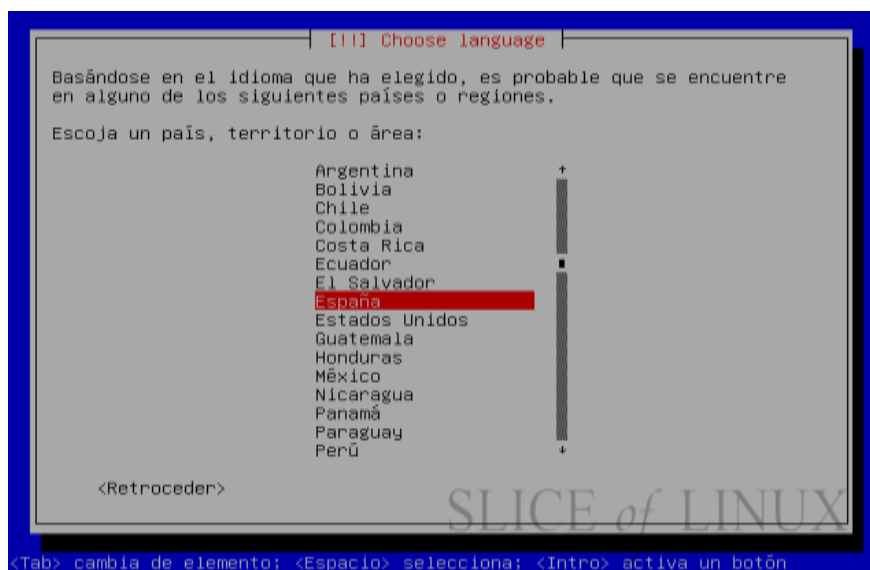 [!!] Choose language
Basándose en el idioma que ha elegido, es probable que se encuentre
en alguno de los siguientes países o regiones.
Escoja un país, territorio o área:
Argentina
Bolivia
Chile
Colombia
Costa Rica
Ecuador
El Salvador
España
Estados Unidos
Guatemala
Honduras
México
Nicaragua
Panamá
Paraguay
Perú
<Retroceder>
SLICE of LINUX
<Tab> cambia de elemento; <Espacio> selecciona; <Intro> activa un botón